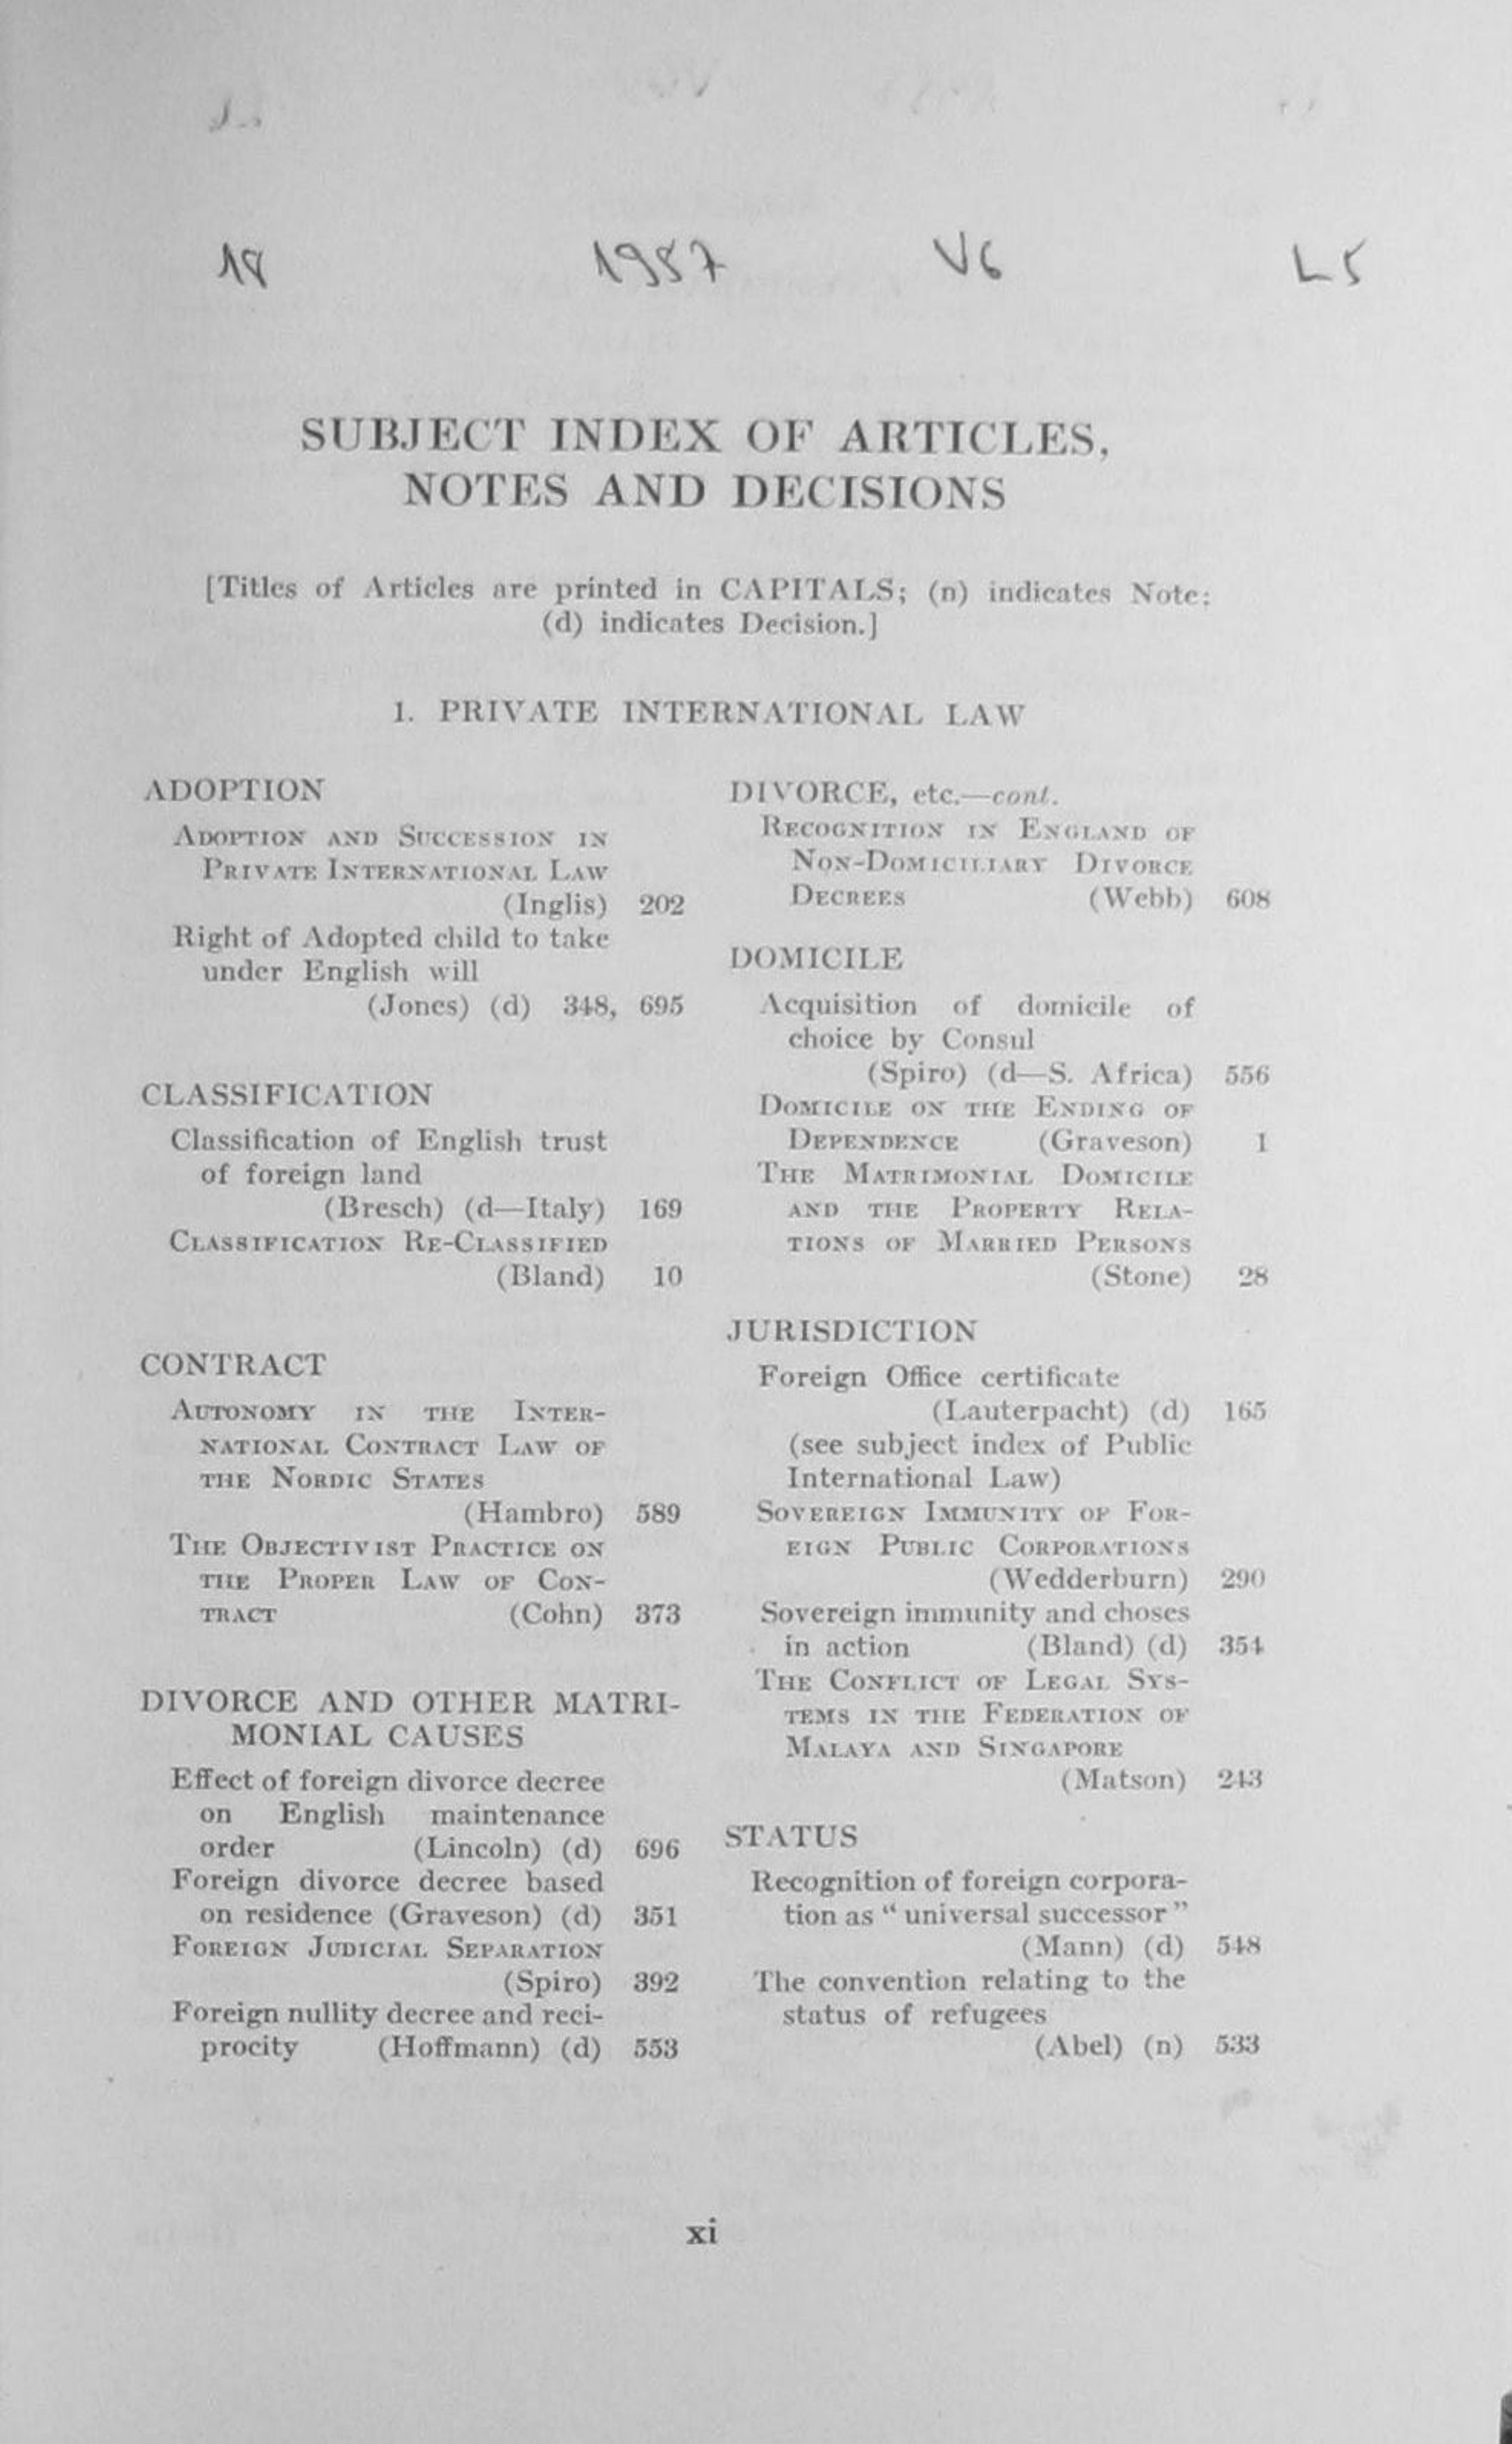 18 1957 V6 L5
SUBJECT INDEX OF ARTICLES,
NOTES AND DECISIONS
[Titles of Articles are printed in CAPITALS; (n) indicates Note;
(d) indicates Decision.]
1. PRIVATE INTERNATIONAL LAW
ADOPTION
ADOPTION AND SUCCESSION IN
PRIVATE INTERNATIONAL LAW
(Inglis) 202
Right of Adopted child to take
under English will
(Jones) (d) 348, 695
CLASSIFICATION
Classification of English trust
of foreign land
(Bresch) (d—Italy) 169
CLASSIFICATION RE-CLASSIFIED
(Bland) 10
CONTRACT
AUTONOMY IN THE INTER-
NATIONAL CONTRACT LAW OF
THE NORDIC STATES
(Hambro) 589
THE OBJECTIVIST PRACTICE ON
THE PROPER LAW OF CON-
TRACT (Cohn) 373
DIVORCE AND OTHER MATRI-
MONIAL CAUSES
Effect of foreign divorce decree
on English maintenance
order (Lincoln) (d) 696
Foreign divorce decree based
on residence (Graveson) (d) 351
FOREIGN JUDICIAL SEPARATION
(Spiro) 392
Foreign nullity decree and reci-
procity (Hoffmann) (d) 553
DIVORCE, etc.—cont.
RECOGNITION IN ENGLAND OF
NON-DOMICILIARY DIVORCE
DECREES (Webb) 608
DOMICILE
Acquisition of domicile of
choice by Consul
(Spiro) (d—S. Africa) 556
DOMICILE ON THE ENDING OF
DEPENDENCE (Graveson) 1
THE MATRIMONIAL DOMICILE
AND THE PROPERTY RELA-
TIONS OF MARRIED PERSONS
(Stone) 28
JURISDICTION
Foreign Office certificate
(Lauterpacht) (d) 165
(see subject index of Public
International Law)
SOVEREIGN IMMUNITY OF FOR-
EIGN PUBLIC CORPORATIONS
(Wedderburn) 290
Sovereign immunity and choses
in action (Bland) (d) 354
THE CONFLICT OF LEGAL SYS-
TEMS IN THE FEDERATION OF
MALAYA AND SINGAPORE
(Matson) 243
STATUS
Recognition of foreign corpora-
tion as "universal successor"
(Mann) (d) 548
The convention relating to the
status of refugees
(Abel) (n) 533
xi